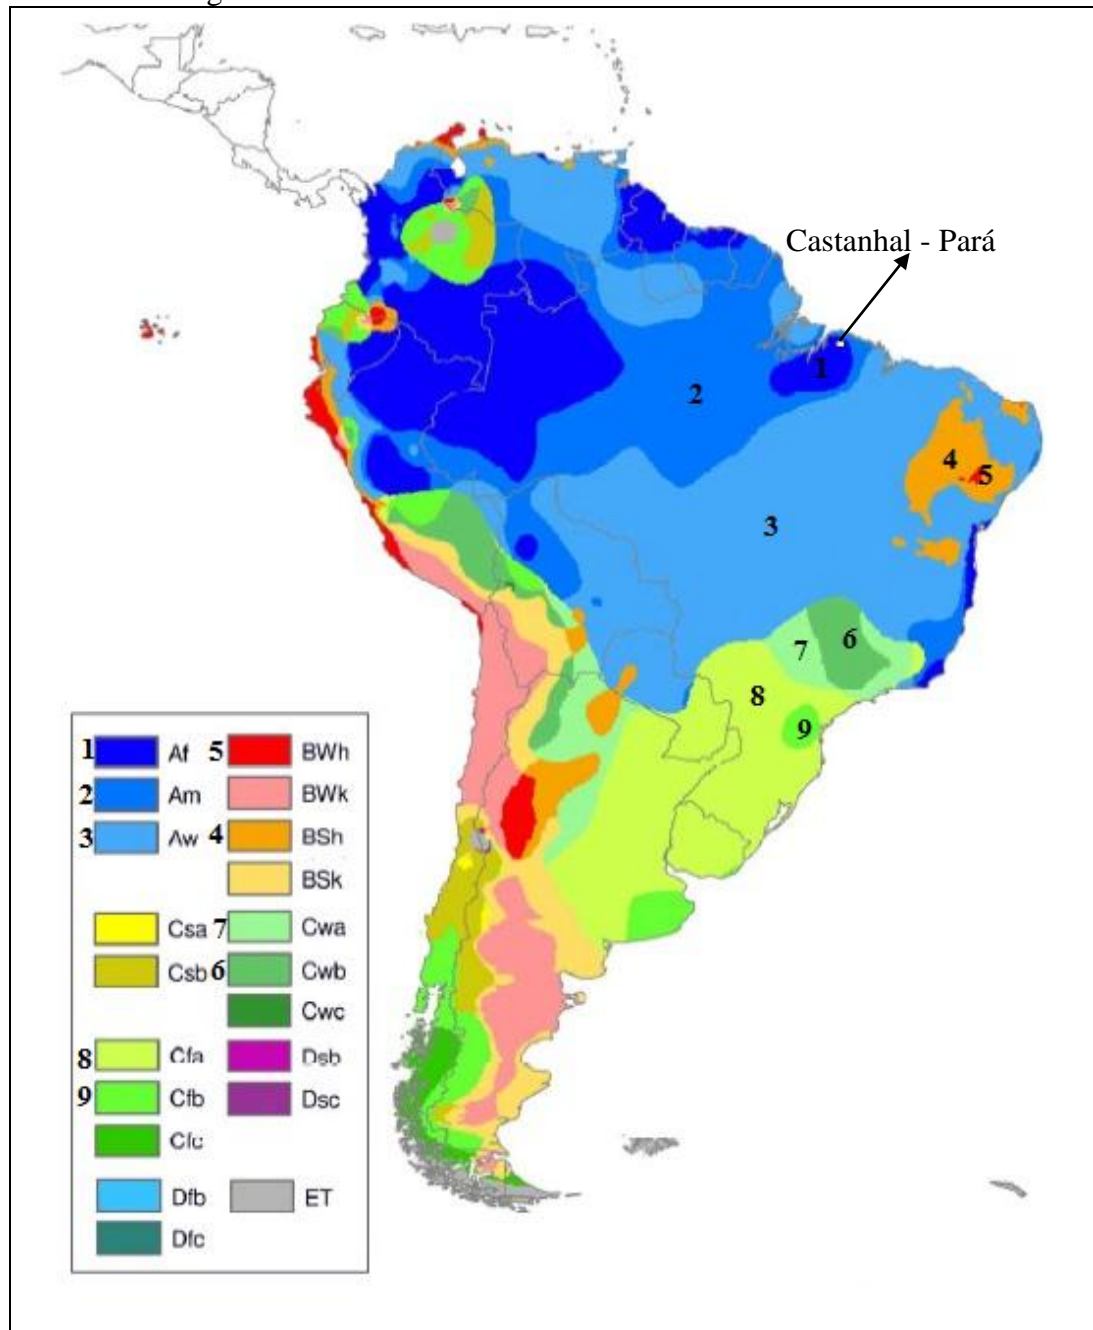 Castanhal - Pará
1
2
3
4
5
6
7
8
9
1 Af 5 BWh
2 Am BWk
3 Aw 4 BSh
BSk
Csa 7 Cwa
Csb 6 Cwb
Cwc
8 Cfa Dsb
9 Cfb Dsc
Cfc
Dfb ET
Dfc